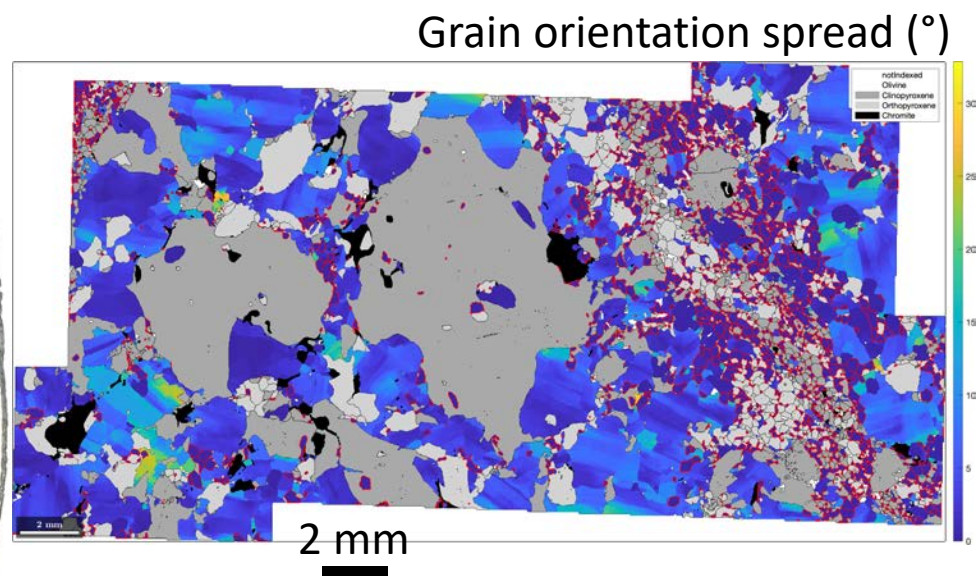 Grain orientation spread (°)
notIndexed
Olivine
Clinopyroxene
Orthopyroxene
Chromite
30
25
20
15
10
5
0
2 mm
2 mm